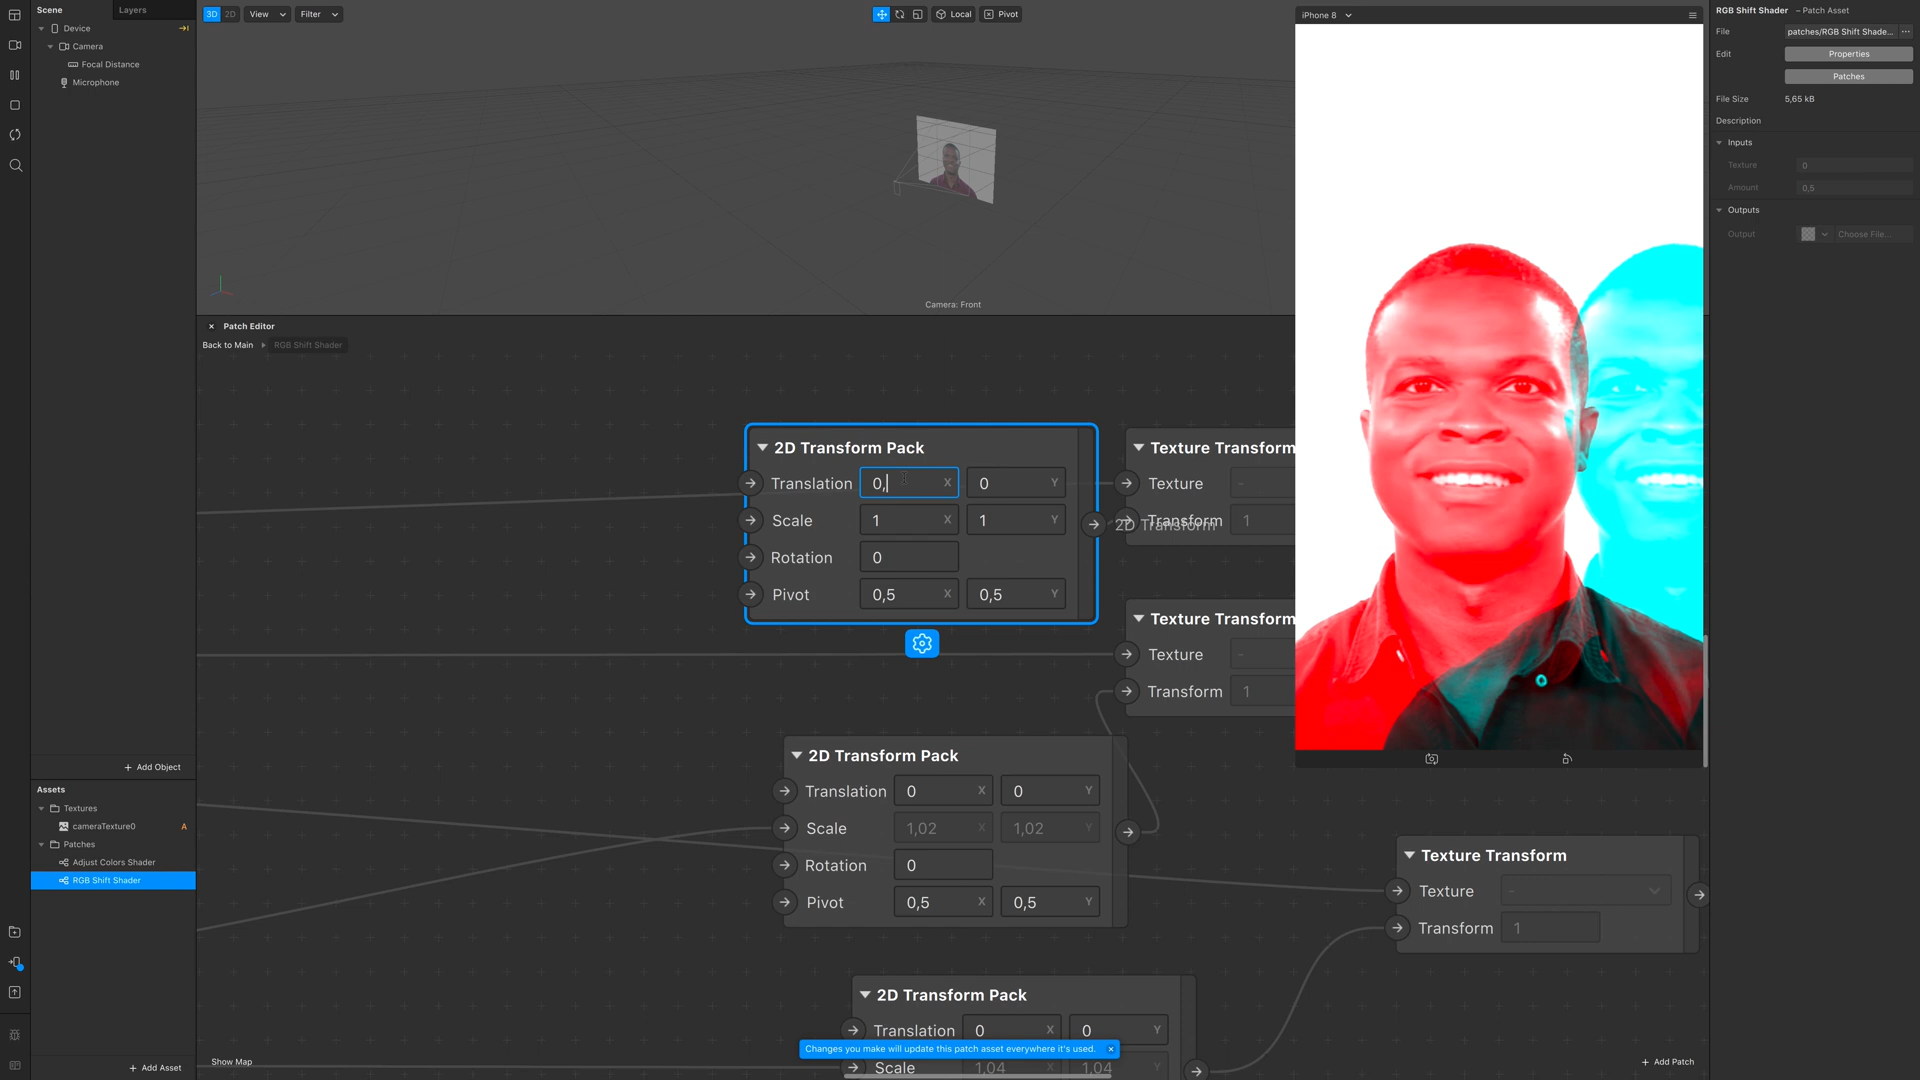 Scene
Layers
Device
Camera
Focal Distance
Microphone
+ Add Object
Assets
Textures
cameraTexture0 A
Patches
Adjust Colors Shader
RGB Shift Shader
+ Add Asset
3D 2D View Filter
Local Pivot
Camera: Front
Patch Editor
Back to Main RGB Shift Shader
2D Transform Pack
Translation 0, X 0 Y
Scale 1 X 1 Y
Rotation 0
Pivot 0,5 X 0,5 Y
2D Transform
Texture Transform
Texture -
Transform 1
Texture Transform
Texture -
Transform 1
2D Transform Pack
Translation 0 X 0 Y
Scale 1,02 X 1,02 Y
Rotation 0
Pivot 0,5 X 0,5 Y
Texture Transform
Texture -
Transform 1
2D Transform Pack
Translation 0 X 0 Y
Scale 1,04 1,04
Changes you make will update this patch asset everywhere it's used.
Show Map
+ Add Patch
iPhone 8
RGB Shift Shader – Patch Asset
File patches/RGB Shift Shade... ...
Edit Properties
Patches
File Size 5,65 kB
Description
Inputs
Texture 0
Amount 0,5
Outputs
Output Choose File...